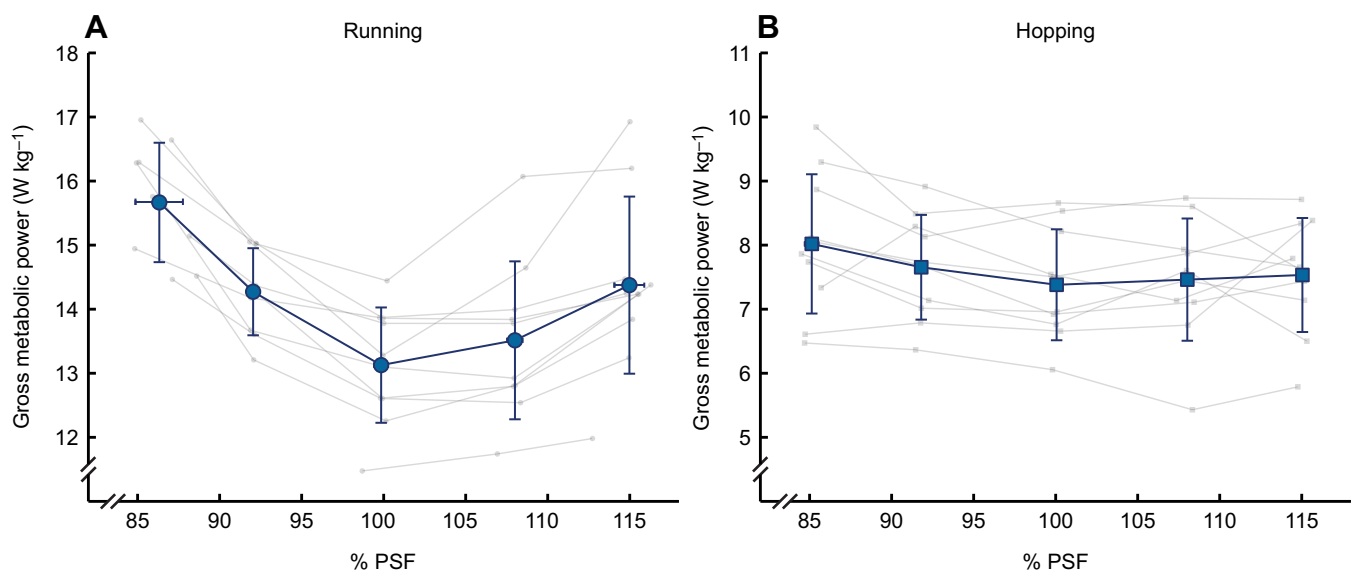 A
Running
Gross metabolic power (W kg⁻¹)
18
17
16
15
14
13
12
85 90 95 100 105 110 115
% PSF
B
Hopping
Gross metabolic power (W kg⁻¹)
11
10
9
8
7
6
5
85 90 95 100 105 110 115
% PSF